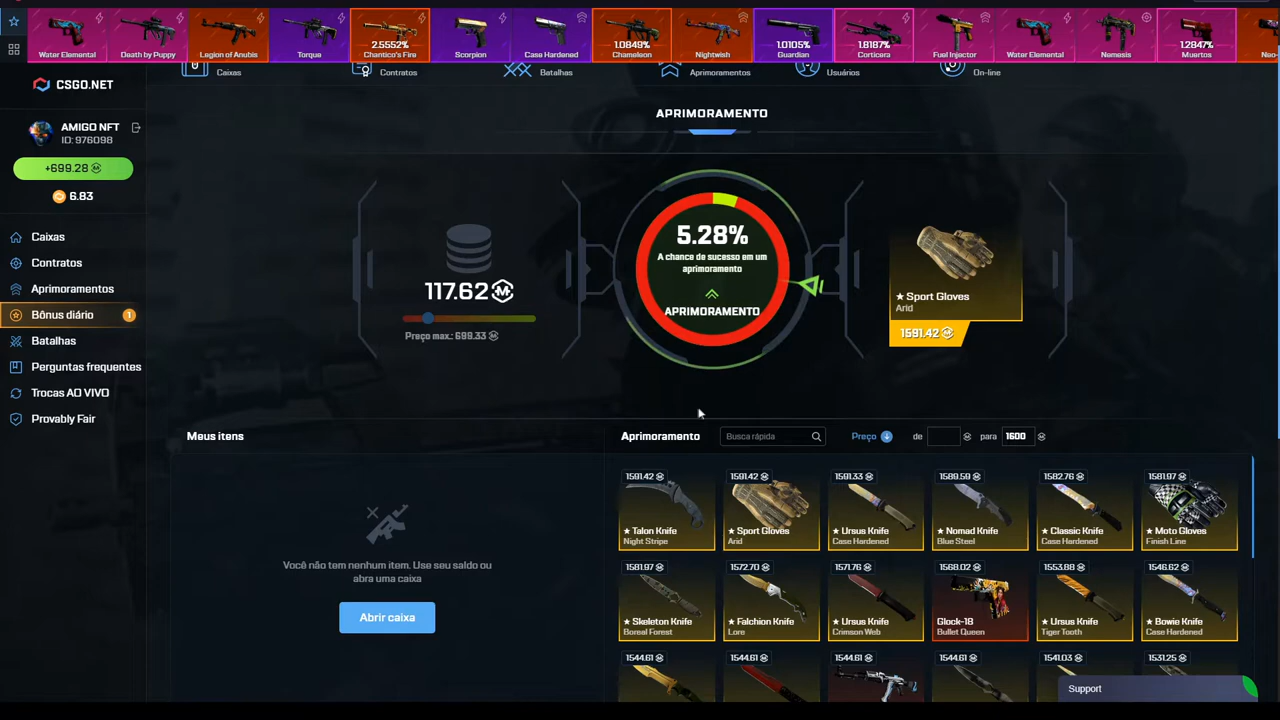 Water Elemental
Death by Puppy
Legion of Anubis
Torque
2.5552%
Chantico's Fire
Scorpion
Case Hardened
1.0849%
Chameleon
Nightwish
1.0105%
Guardian
1.8187%
Corticera
Fuel Injector
Water Elemental
Nemesis
1.2847%
Muertos
Neo-
CSGO.NET
Caixas
Contratos
Batalhas
Aprimoramentos
Usuários
On-line
AMIGO NFT
ID: 976098
+699.28
6.83
Caixas
Contratos
Aprimoramentos
Bônus diário 1
Batalhas
Perguntas frequentes
Trocas AO VIVO
Provably Fair
APRIMORAMENTO
117.62
Preço max.: 699.33
5.28%
A chance de sucesso em um
aprimoramento
APRIMORAMENTO
★ Sport Gloves
Arid
1591.42
Meus itens
Você não tem nenhum item. Use seu saldo ou
abra uma caixa
Abrir caixa
Aprimoramento
Busca rápida
Preço
de
para 1600
1591.42
★ Talon Knife
Night Stripe
1591.42
★ Sport Gloves
Arid
1591.33
★ Ursus Knife
Case Hardened
1589.59
★ Nomad Knife
Blue Steel
1582.76
★ Classic Knife
Case Hardened
1581.97
★ Moto Gloves
Finish Line
1581.97
★ Skeleton Knife
Boreal Forest
1572.70
★ Falchion Knife
Lore
1571.76
★ Ursus Knife
Crimson Web
1568.02
Glock-18
Bullet Queen
1553.88
★ Ursus Knife
Tiger Tooth
1546.62
★ Bowie Knife
Case Hardened
1544.61
1544.61
1544.61
1544.61
1541.03
1531.25
Support